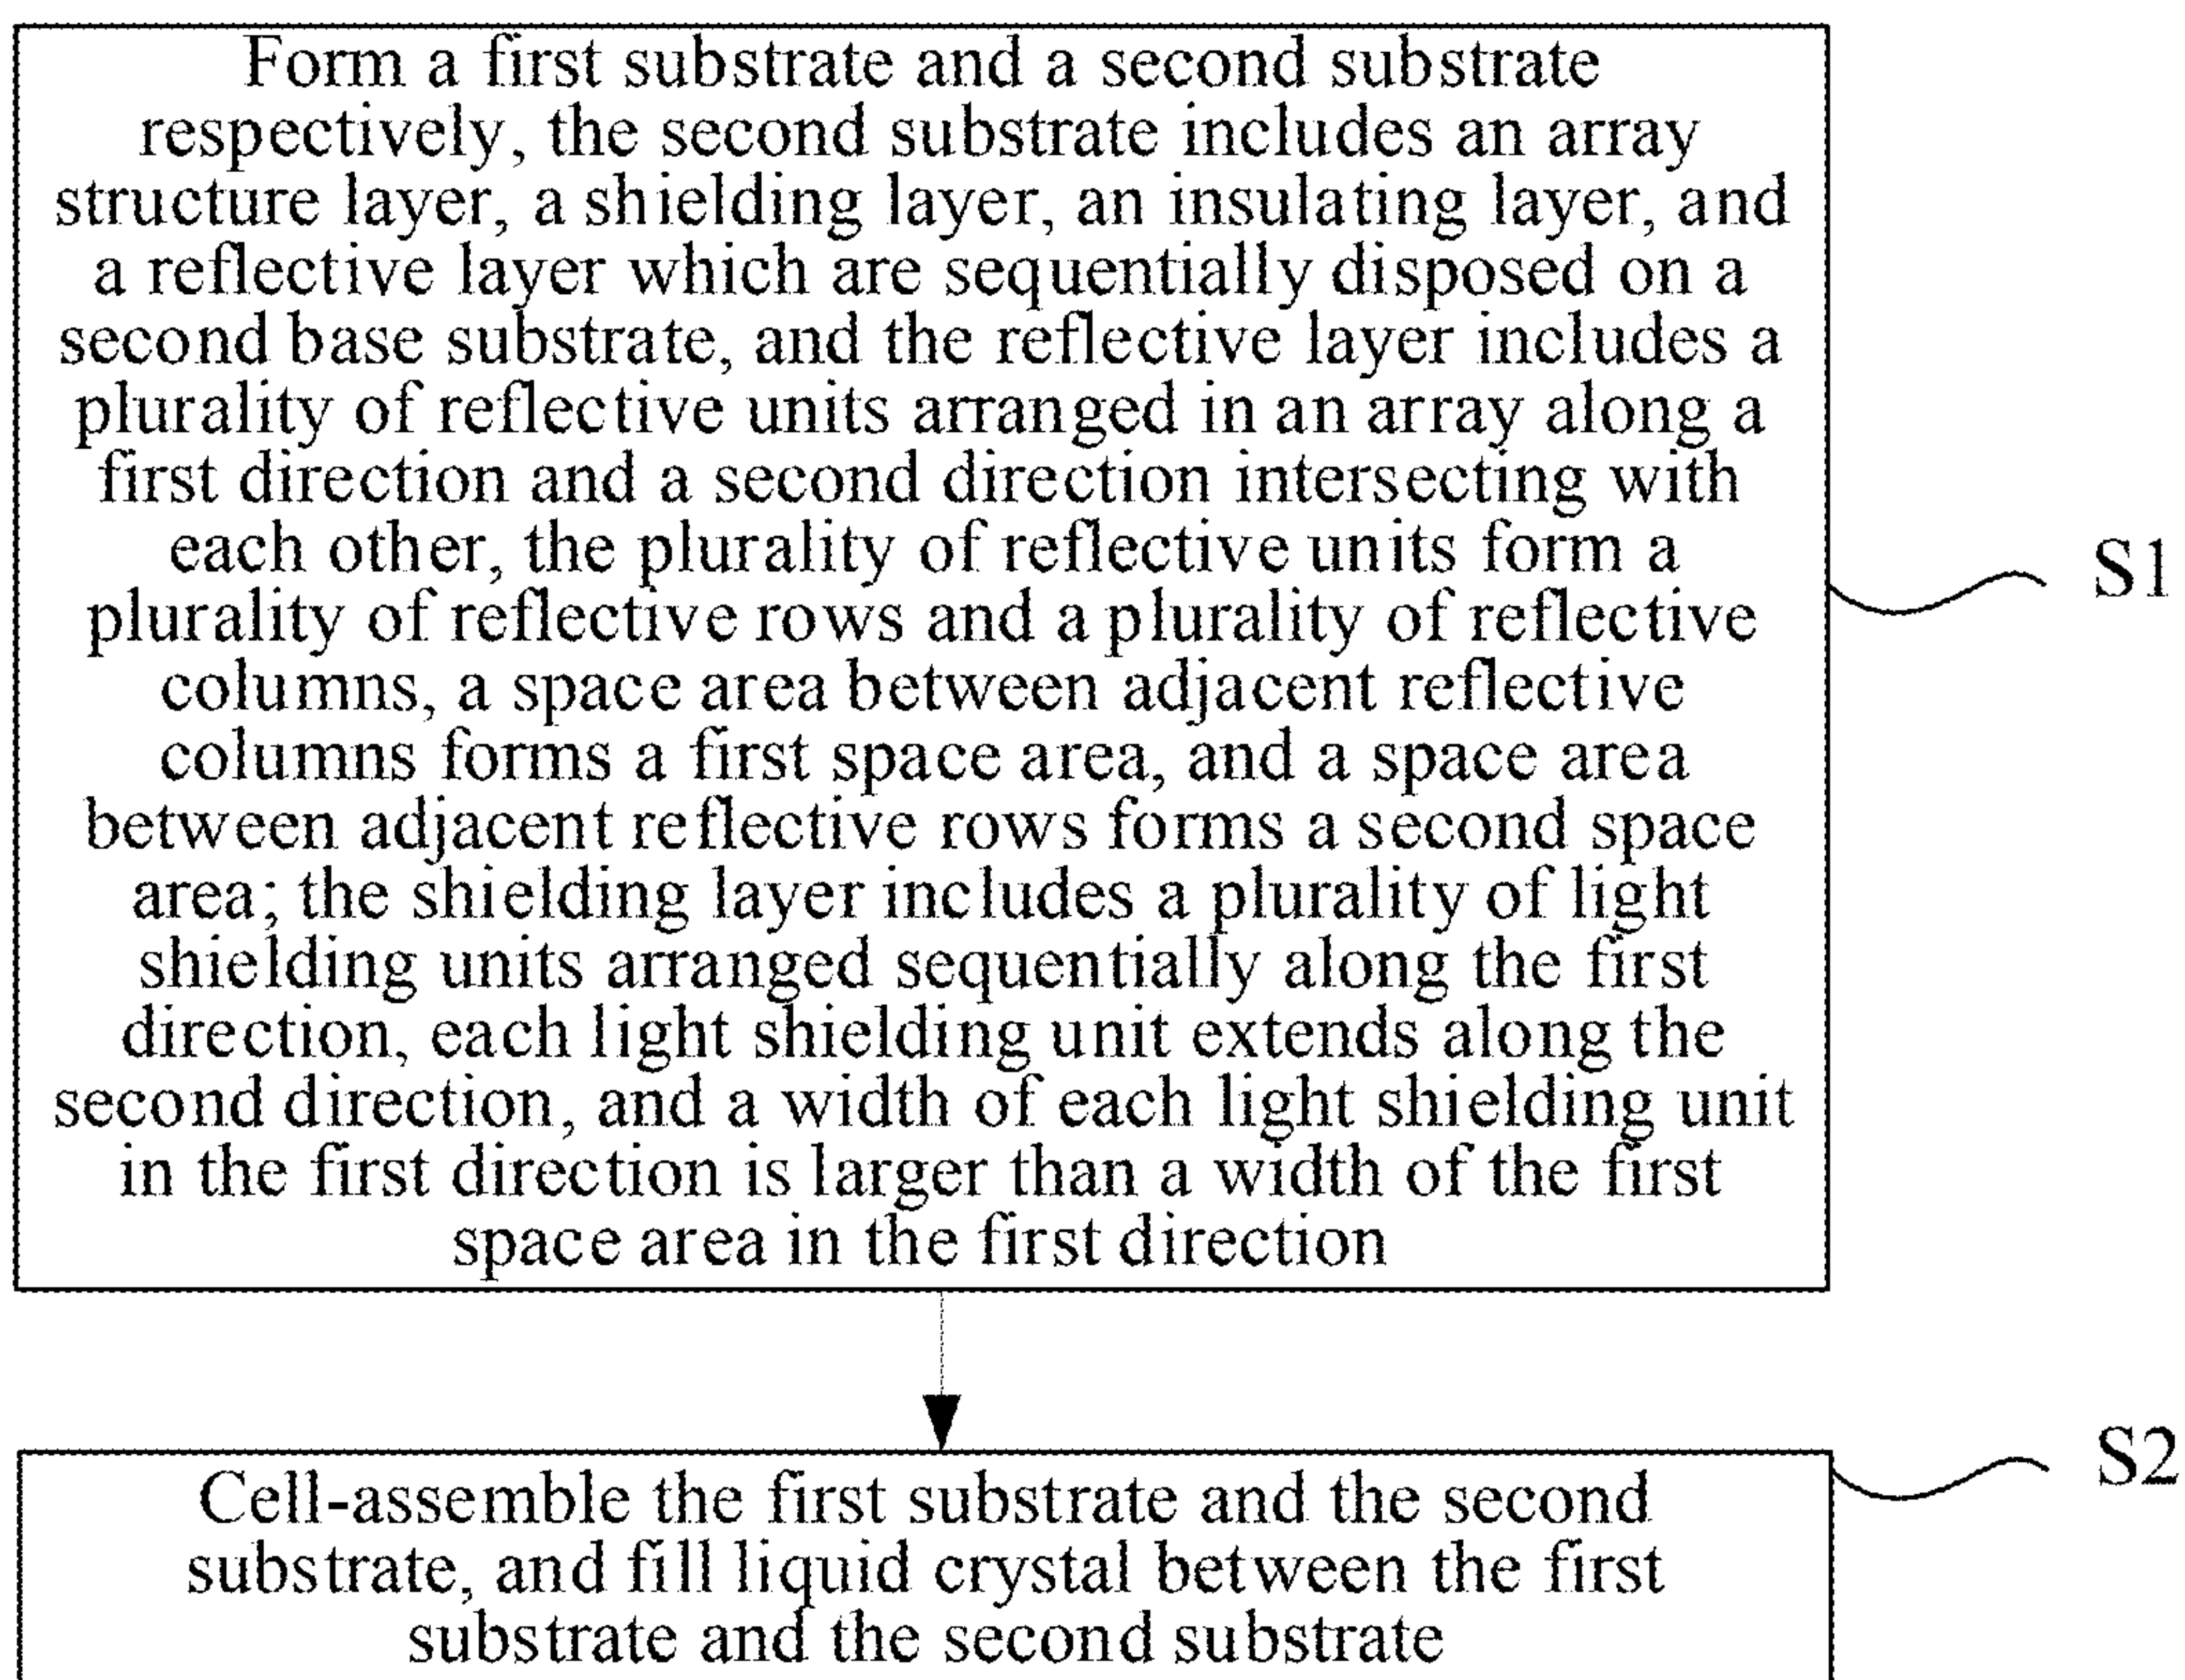 Form a first substrate and a second substrate
respectively, the second substrate includes an array
structure layer, a shielding layer, an insulating layer, and
a reflective layer which are sequentially disposed on a
second base substrate, and the reflective layer includes a
plurality of reflective units arranged in an array along a
first direction and a second direction intersecting with
each other, the plurality of reflective units form a
plurality of reflective rows and a plurality of reflective
columns, a space area between adjacent reflective
columns forms a first space area, and a space area
between adjacent reflective rows forms a second space
area; the shielding layer includes a plurality of light
shielding units arranged sequentially along the first
direction, each light shielding unit extends along the
second direction, and a width of each light shielding unit
in the first direction is larger than a width of the first
space area in the first direction
S1
Cell-assemble the first substrate and the second
substrate, and fill liquid crystal between the first
substrate and the second substrate
S2